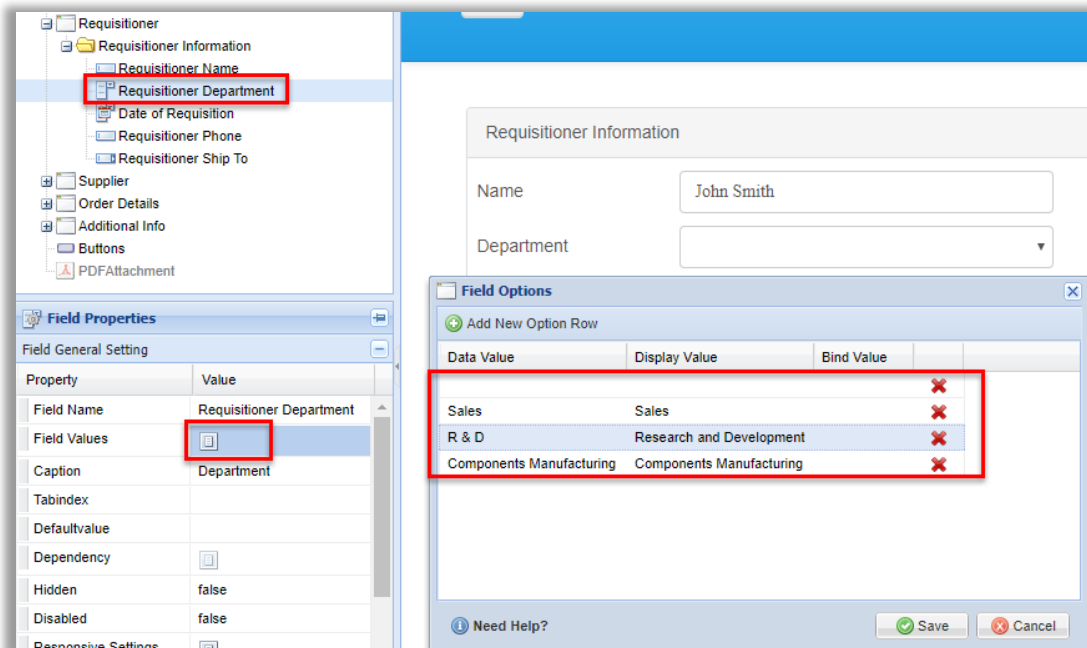 Requisitioner
Requisitioner Information
Requisitioner Name
Requisitioner Department
Date of Requisition
Requisitioner Phone
Requisitioner Ship To
Supplier
Order Details
Additional Info
Buttons
PDFAttachment
Field Properties
Field General Setting
Property Value
Field Name Requisitioner Department
Field Values
Caption Department
Tabindex
Defaultvalue
Dependency
Hidden false
Disabled false
Responsive Settings
Requisitioner Information
Name John Smith
Department
Field Options
Add New Option Row
Data Value Display Value Bind Value
Sales Sales
R & D Research and Development
Components Manufacturing Components Manufacturing
Need Help? Save Cancel